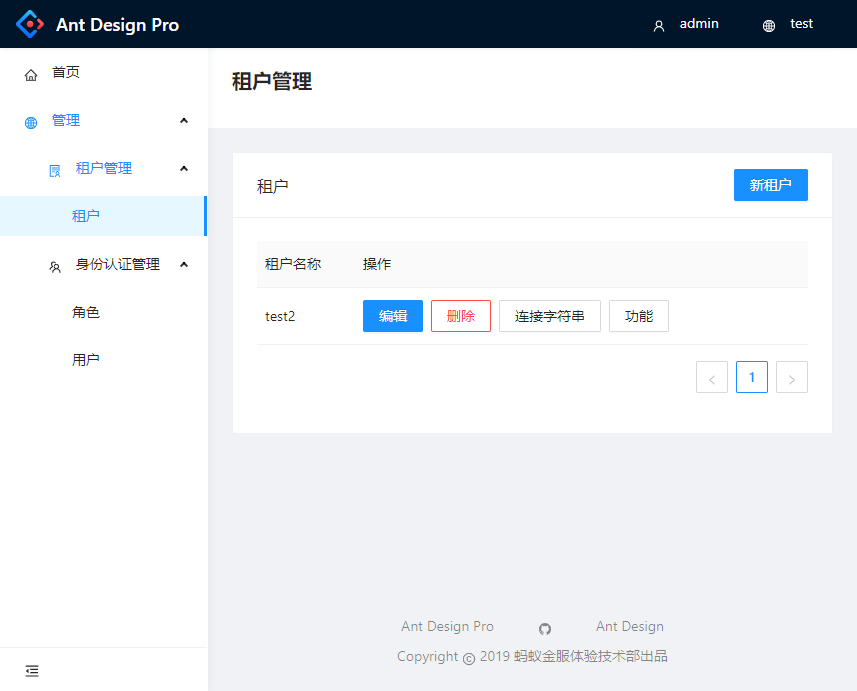 Ant Design Pro
admin
test
首页
管理
租户管理
租户
身份认证管理
角色
用户
租户管理
租户
新租户
租户名称 操作
test2 编辑 删除 连接字符串 功能
< 1 >
Ant Design Pro Ant Design
Copyright © 2019 蚂蚁金服体验技术部出品